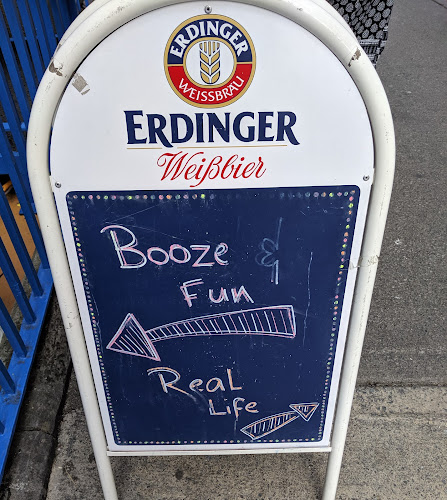 ERDINGER
WEISSBRÄU
ERDINGER
Weißbier
Booze &
Fun
Real
Life